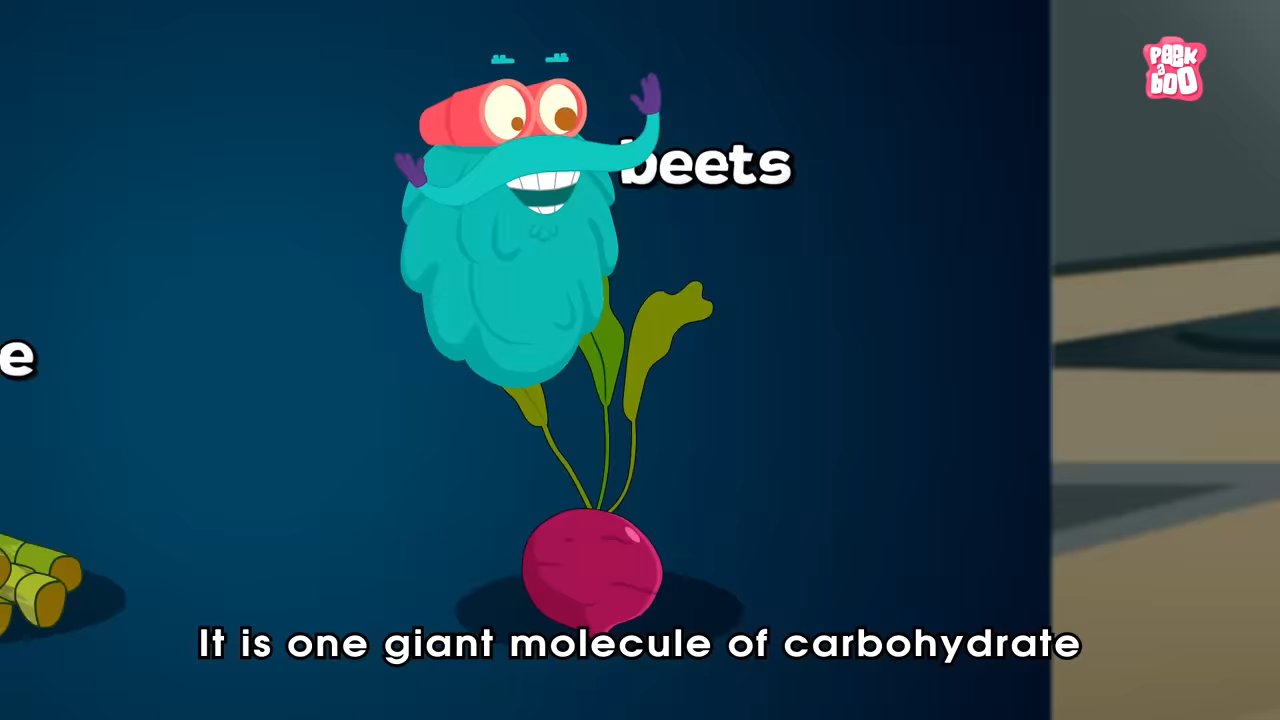 PEEK
a
BOO
beets
e
It is one giant molecule of carbohydrate